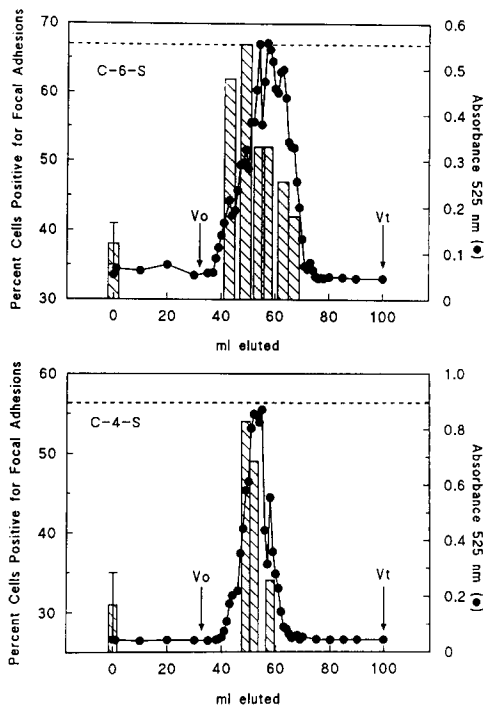 Percent Cells Positive for Focal Adhesions
70
60
50
40
30
C-6-S
Vo
Vt
0.6
0.5
0.4
0.3
0.2
0.1
0
Absorbance 525 nm (●)
0 20 40 60 80 100
ml eluted
Percent Cells Positive for Focal Adhesions
60
50
40
30
C-4-S
Vo
Vt
1.0
0.8
0.6
0.4
0.2
0
Absorbance 525 nm (●)
0 20 40 60 80 100
ml eluted